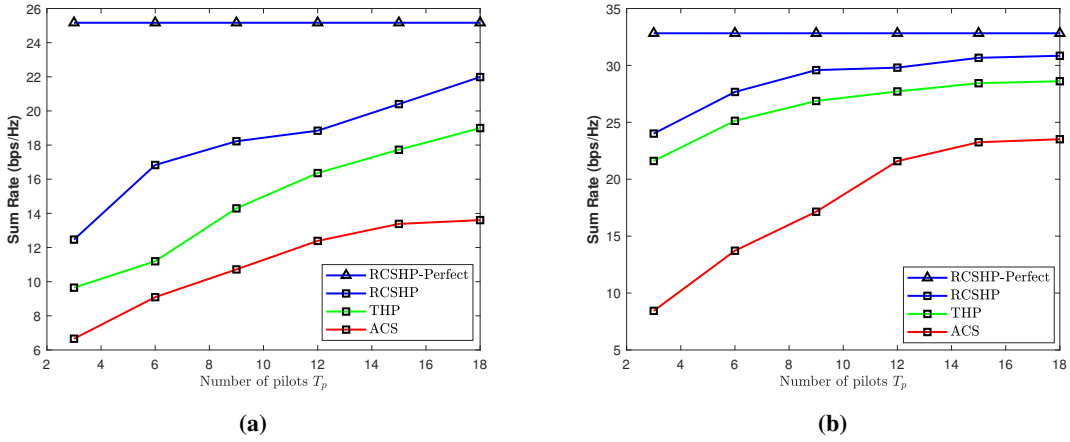 26
24
22
20
18
16
14
12
10
8
6
Sum Rate (bps/Hz)
2 4 6 8 10 12 14 16 18
Number of pilots Tp
RCSHP-Perfect
RCSHP
THP
ACS
(a)
35
30
25
20
15
10
5
Sum Rate (bps/Hz)
2 4 6 8 10 12 14 16 18
Number of pilots Tp
RCSHP-Perfect
RCSHP
THP
ACS
(b)